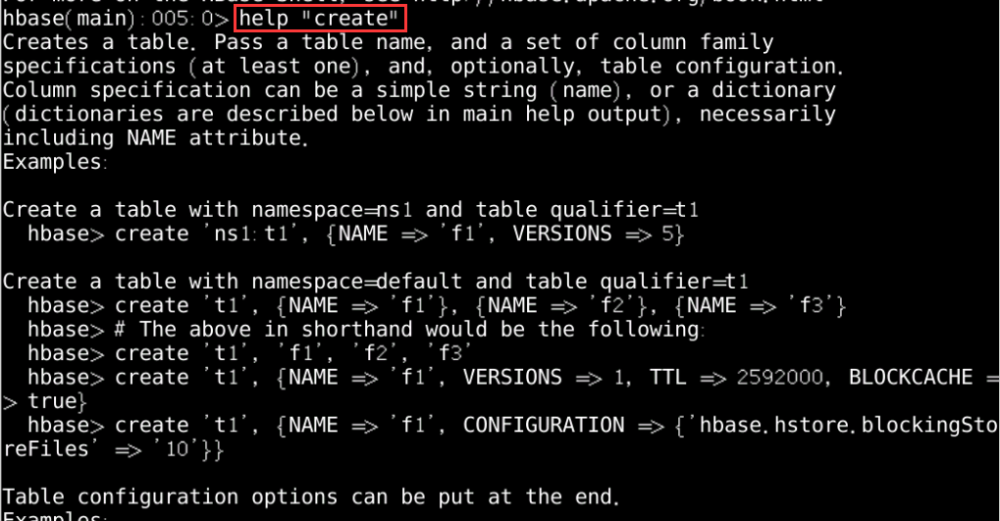 hbase(main):005:0> help "create"
Creates a table. Pass a table name, and a set of column family
specifications (at least one), and, optionally, table configuration.
Column specification can be a simple string (name), or a dictionary
(dictionaries are described below in main help output), necessarily
including NAME attribute.
Examples:
Create a table with namespace=ns1 and table qualifier=t1
hbase> create 'ns1:t1', {NAME => 'f1', VERSIONS => 5}
Create a table with namespace=default and table qualifier=t1
hbase> create 't1', {NAME => 'f1'}, {NAME => 'f2'}, {NAME => 'f3'}
hbase> # The above in shorthand would be the following:
hbase> create 't1', 'f1', 'f2', 'f3'
hbase> create 't1', {NAME => 'f1', VERSIONS => 1, TTL => 2592000, BLOCKCACHE =
> true}
hbase> create 't1', {NAME => 'f1', CONFIGURATION => {'hbase.hstore.blockingSto
reFiles' => '10'}}
Table configuration options can be put at the end.
Examples: